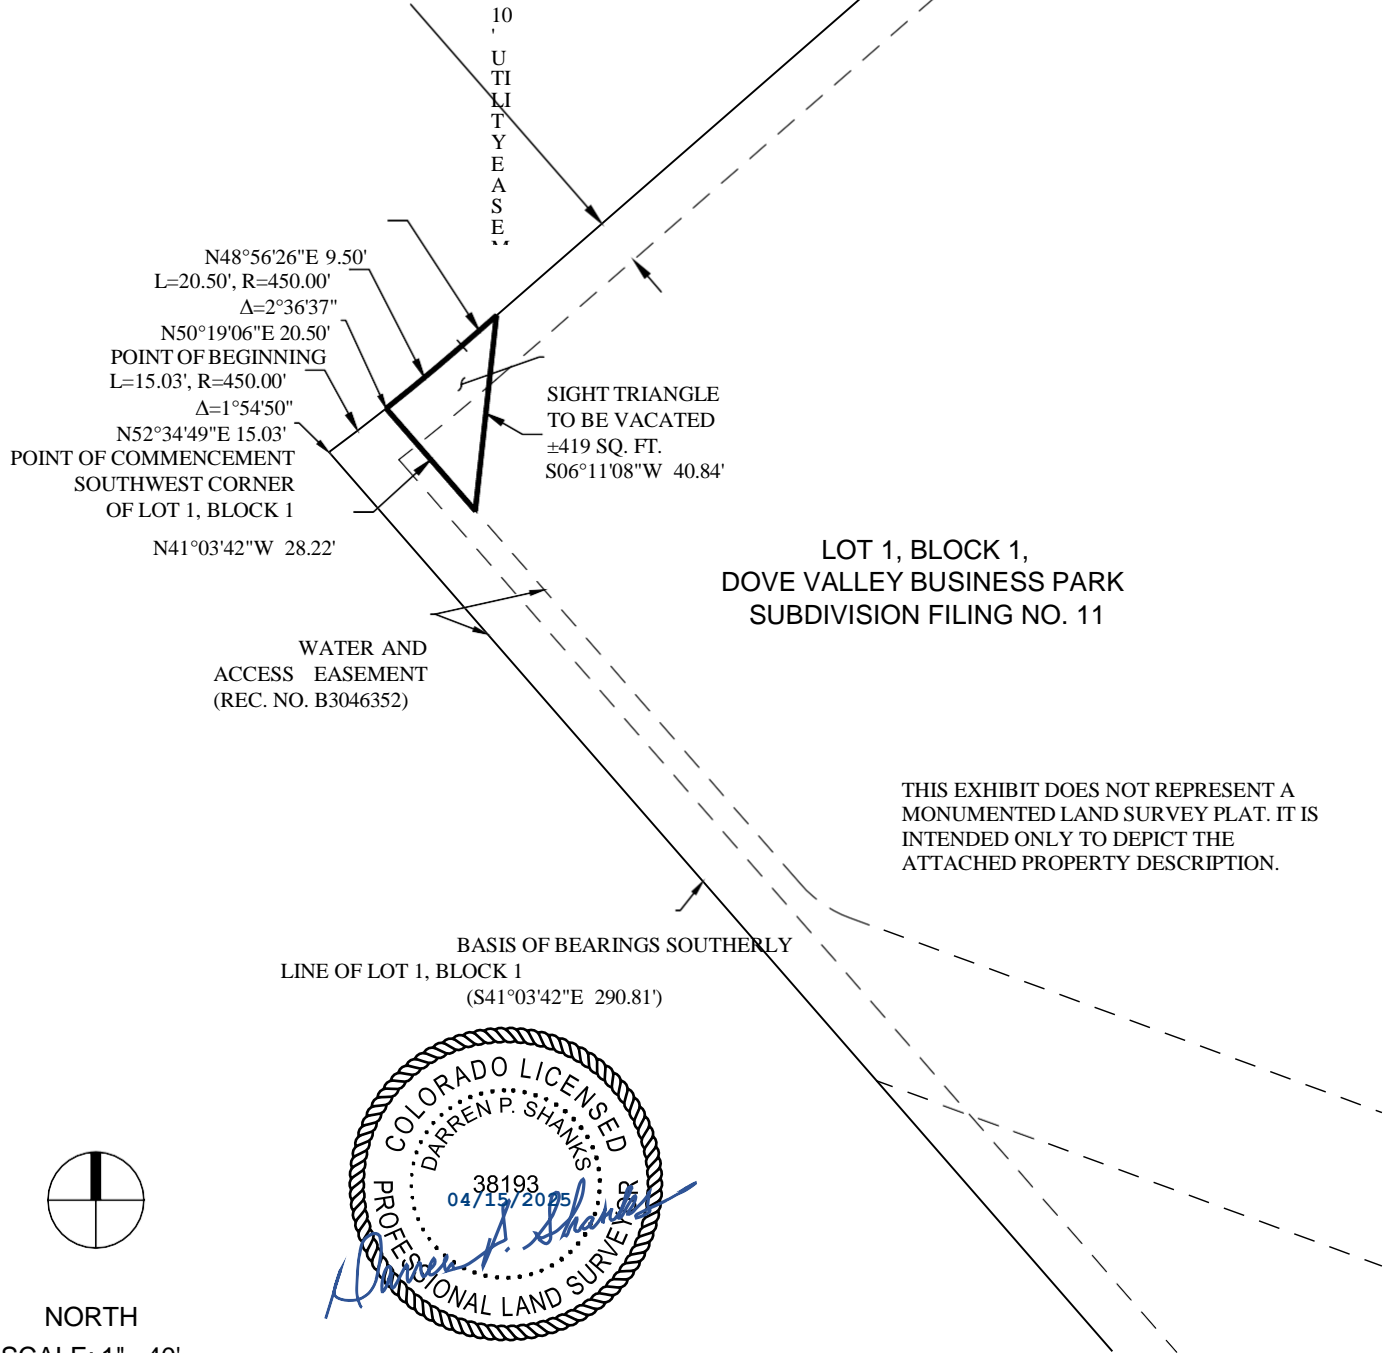 10
'
U
TI
LI
T
Y
E
A
S
E
M
N48°56'26"E 9.50'
L=20.50', R=450.00'
Δ=2°36'37"
N50°19'06"E 20.50'
POINT OF BEGINNING
L=15.03', R=450.00'
Δ=1°54'50"
N52°34'49"E 15.03'
POINT OF COMMENCEMENT
SOUTHWEST CORNER
OF LOT 1, BLOCK 1
N41°03'42"W 28.22'
SIGHT TRIANGLE
TO BE VACATED
±419 SQ. FT.
S06°11'08"W 40.84'
LOT 1, BLOCK 1,
DOVE VALLEY BUSINESS PARK
SUBDIVISION FILING NO. 11
WATER AND
ACCESS EASEMENT
(REC. NO. B3046352)
THIS EXHIBIT DOES NOT REPRESENT A
MONUMENTED LAND SURVEY PLAT. IT IS
INTENDED ONLY TO DEPICT THE
ATTACHED PROPERTY DESCRIPTION.
BASIS OF BEARINGS SOUTHERLY
LINE OF LOT 1, BLOCK 1
(S41°03'42"E 290.81')
COLORADO LICENSED
DARREN P. SHANKS
38193
04/15/2025
Darren P. Shanks
PROFESSIONAL LAND SURVEYOR
NORTH
SCALE: 1" 40'